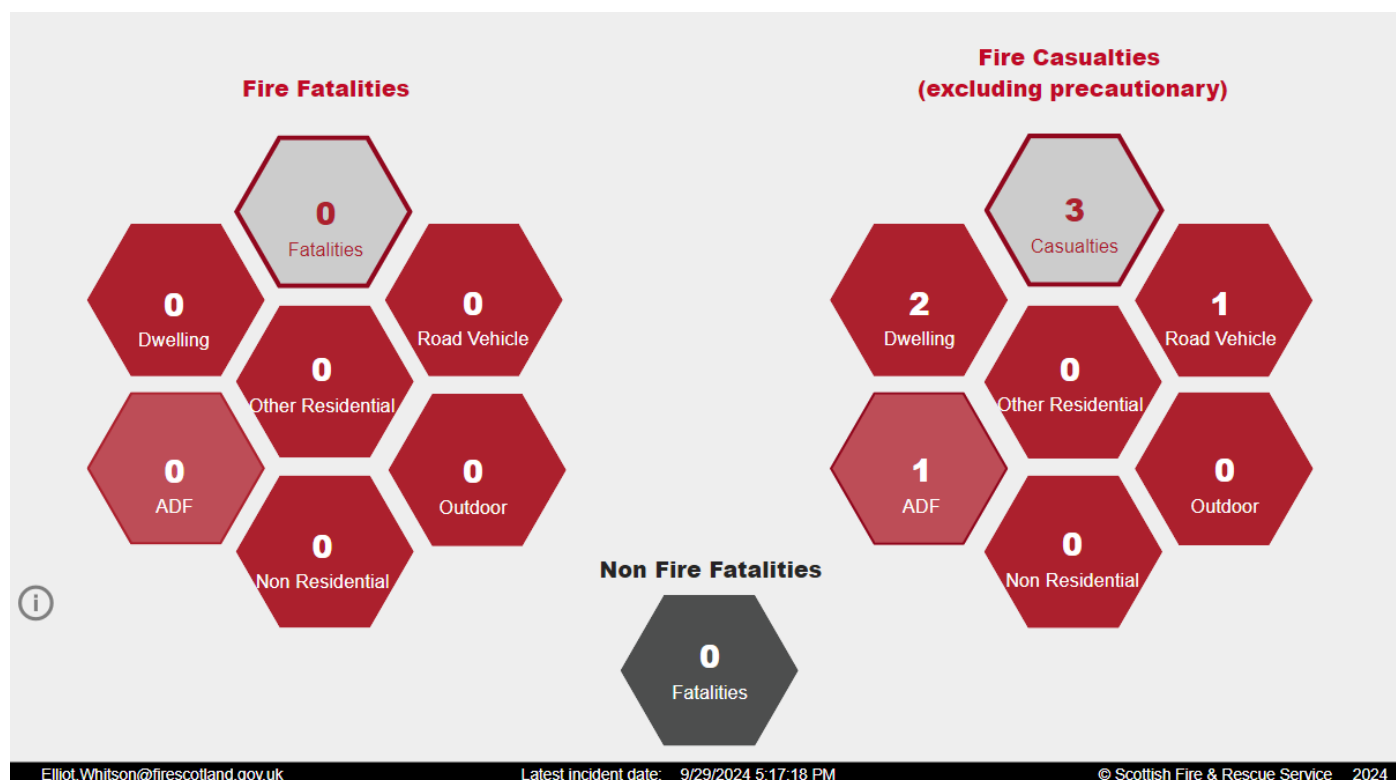 Fire Fatalities
0
Fatalities
0
Dwelling
0
Road Vehicle
0
Other Residential
0
ADF
0
Outdoor
0
Non Residential
Fire Casualties
(excluding precautionary)
3
Casualties
2
Dwelling
1
Road Vehicle
0
Other Residential
1
ADF
0
Outdoor
0
Non Residential
i
Non Fire Fatalities
0
Fatalities
Elliot.Whitson@firescotland.gov.uk Latest incident date: 9/29/2024 5:17:18 PM © Scottish Fire & Rescue Service 2024